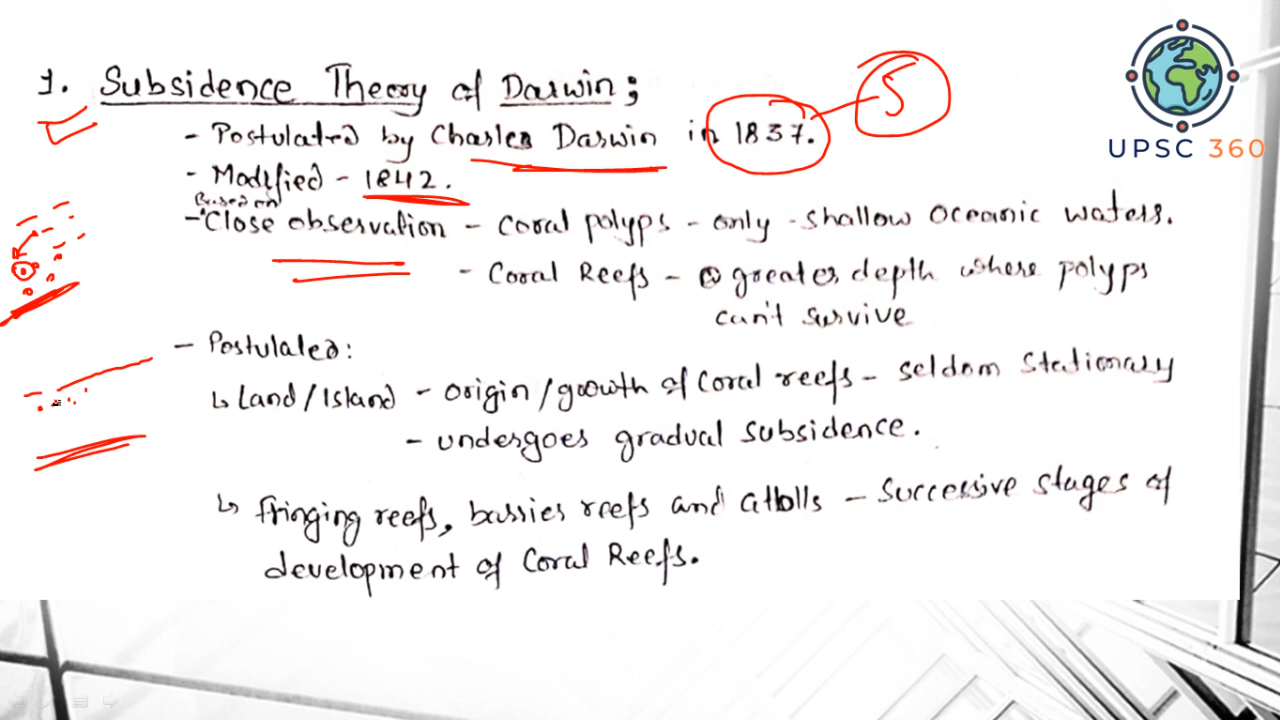 1. Subsidence Theory of Darwin;
- Postulated by Charles Darwin in 1837. 5
- Modified - 1842.
Based on
- Close observation - Coral polyps - only - shallow oceanic waters.
- Coral Reefs - @ greater depth where polyps
can't survive
- Postulated:
↳ Land/Island - origin/growth of coral reefs - seldom stationary
- undergoes gradual subsidence.
↳ fringing reefs, barrier reefs and atolls - successive stages of
development of Coral Reefs.
UPSC 360